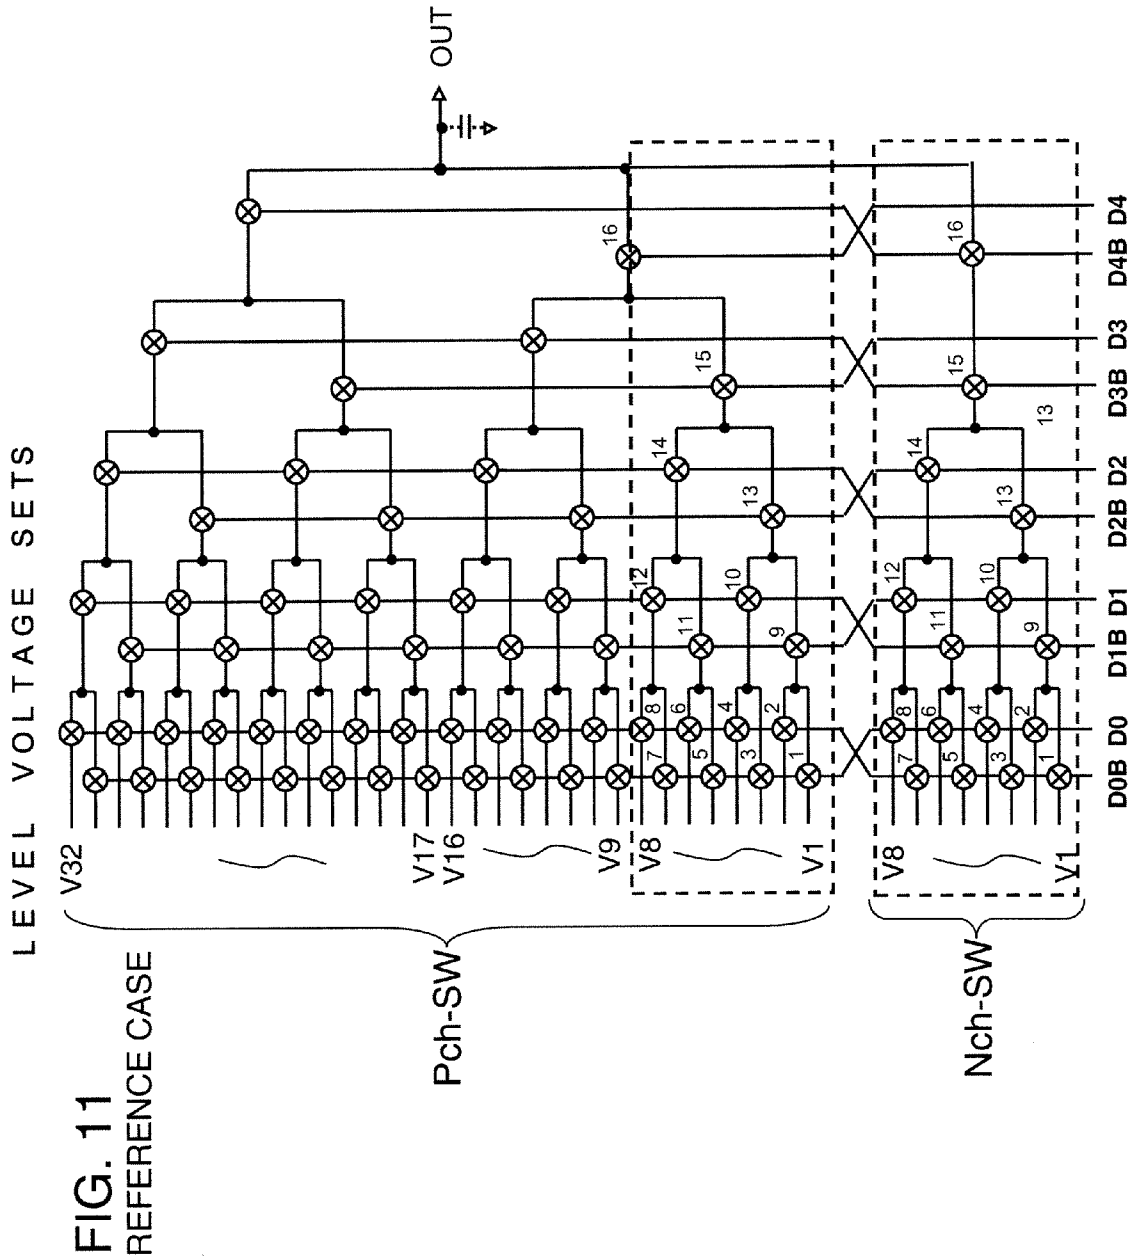 LEVEL VOLTAGE SETS
FIG. 11
REFERENCE CASE
V32
V17
V16
V9
Pch-SW
OUT
V8
8
12
7
14
6
11
16
5
15
4
10
3
13
2
9
1
V1
V8
8
12
7
14
6
11
16
5
15
Nch-SW
4
10
3
13
2
9
13
1
V1
D0B
D0
D1B
D1
D2B
D2
D3B
D3
D4B
D4